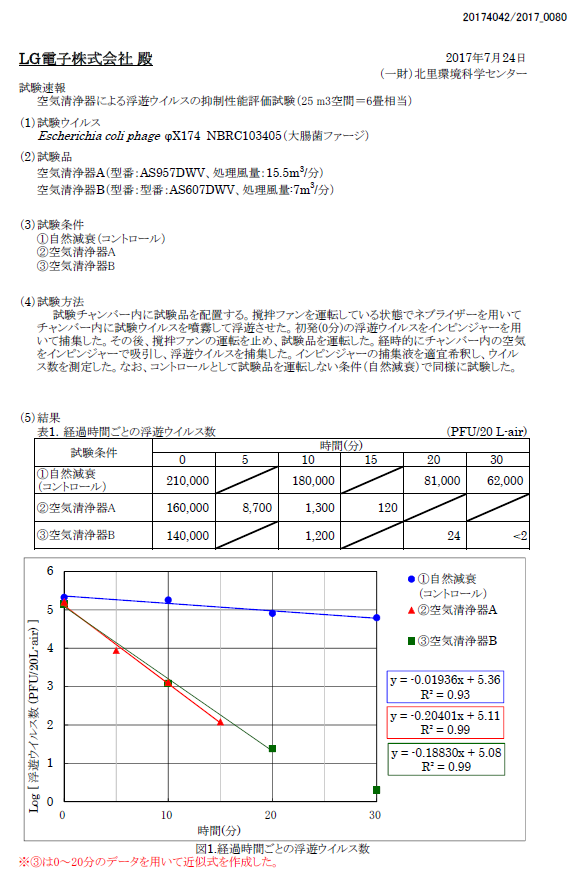 20174042/2017_0080
LG電子株式会社 殿
2017年7月24日
(一財)北里環境科学センター
試験速報
空気清浄器による浮遊ウイルスの抑制性能評価試験(25 m3空間=6畳相当)
(1)試験ウイルス
Escherichia coli phage φX174 NBRC103405(大腸菌ファージ)
(2)試験品
空気清浄器A(型番:AS957DWV、処理風量:15.5m³/分)
空気清浄器B(型番:型番:AS607DWV、処理風量:7m³/分)
(3)試験条件
①自然減衰(コントロール)
②空気清浄器A
③空気清浄器B
(4)試験方法
試験チャンバー内に試験品を配置する。撹拌ファンを運転している状態でネブライザーを用いて
チャンバー内に試験ウイルスを噴霧して浮遊させた。初発(0分)の浮遊ウイルスをインピンジャーを用
いて捕集した。その後、撹拌ファンの運転を止め、試験品を運転した。経時的にチャンバー内の空気
をインピンジャーで吸引し、浮遊ウイルスを捕集した。インピンジャーの捕集液を適宜希釈し、ウイル
ス数を測定した。なお、コントロールとして試験品を運転しない条件(自然減衰)で同様に試験した。
(5)結果
表1. 経過時間ごとの浮遊ウイルス数 (PFU/20 L-air)
試験条件 時間(分)
0 5 10 15 20 30
①自然減衰
(コントロール) 210,000 180,000 81,000 62,000
②空気清浄器A 160,000 8,700 1,300 120
③空気清浄器B 140,000 1,200 24 <2
6
5
4
3
2
1
0
Log [ 浮遊ウイルス数 (PFU/20L-air) ]
0 10 20 30
時間(分)
①自然減衰
(コントロール)
②空気清浄器A
③空気清浄器B
y = -0.01936x + 5.36
R² = 0.93
y = -0.20401x + 5.11
R² = 0.99
y = -0.18830x + 5.08
R² = 0.99
図1.経過時間ごとの浮遊ウイルス数
※③は0~20分のデータを用いて近似式を作成した。